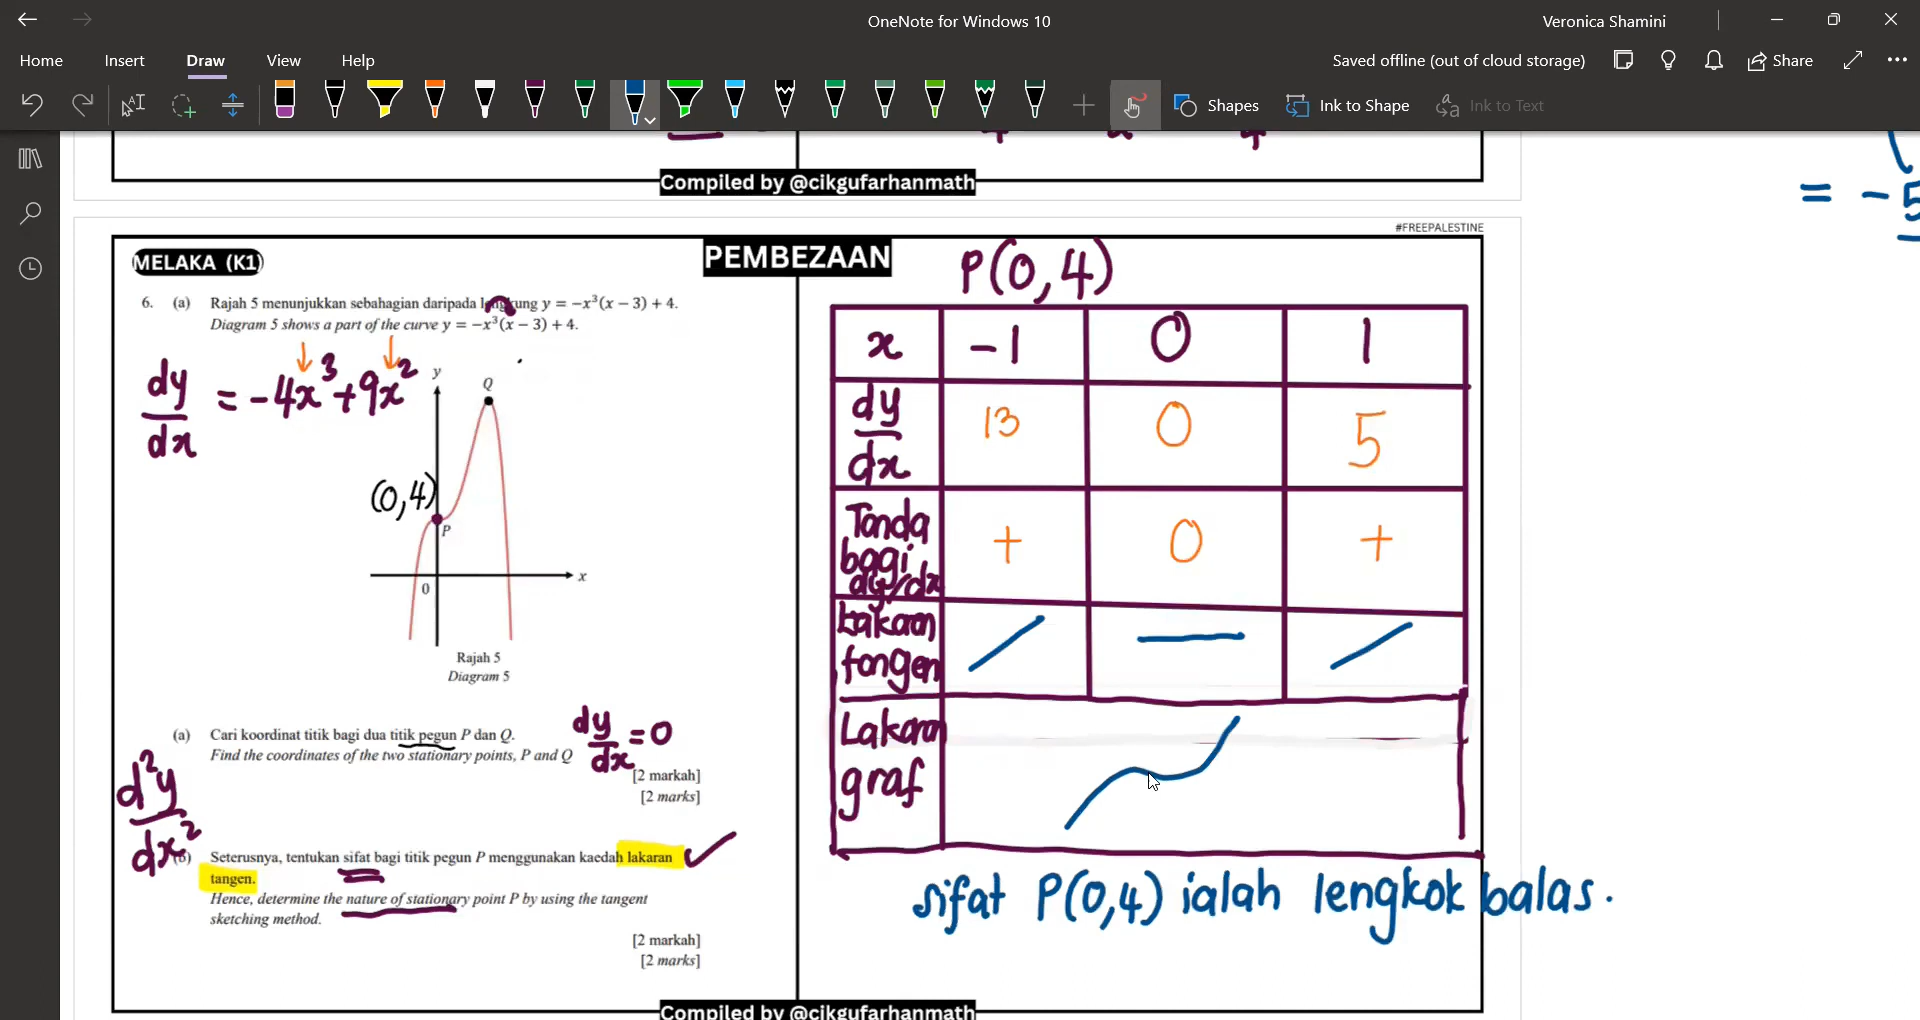 OneNote for Windows 10
Veronica Shamini
Home Insert Draw View Help
Saved offline (out of cloud storage)
Share
Shapes
Ink to Shape
Ink to Text
Compiled by @cikgufarhanmath
= -5
#FREEPALESTINE
MELAKA (K1)
PEMBEZAAN
6. (a) Rajah 5 menunjukkan sebahagian daripada lengkung y = −x³(x − 3) + 4.
Diagram 5 shows a part of the curve y = −x³(x − 3) + 4.
dy/dx = -4x³+9x²
y
Q
(0,4)
P
0
x
Rajah 5
Diagram 5
(a) Cari koordinat titik bagi dua titik pegun P dan Q.
Find the coordinates of the two stationary points, P and Q
dy/dx = 0
[2 markah]
[2 marks]
d²y/dx²
(b) Seterusnya, tentukan sifat bagi titik pegun P menggunakan kaedah lakaran
tangen.
Hence, determine the nature of stationary point P by using the tangent
sketching method.
[2 markah]
[2 marks]
P(0,4)
x -1 0 1
dy/dx 13 0 5
Tanda bagi dy/dx + 0 +
Lakaran tangen
Lakaran graf
sifat P(0,4) ialah lengkok balas.
Compiled by @cikgufarhanmath